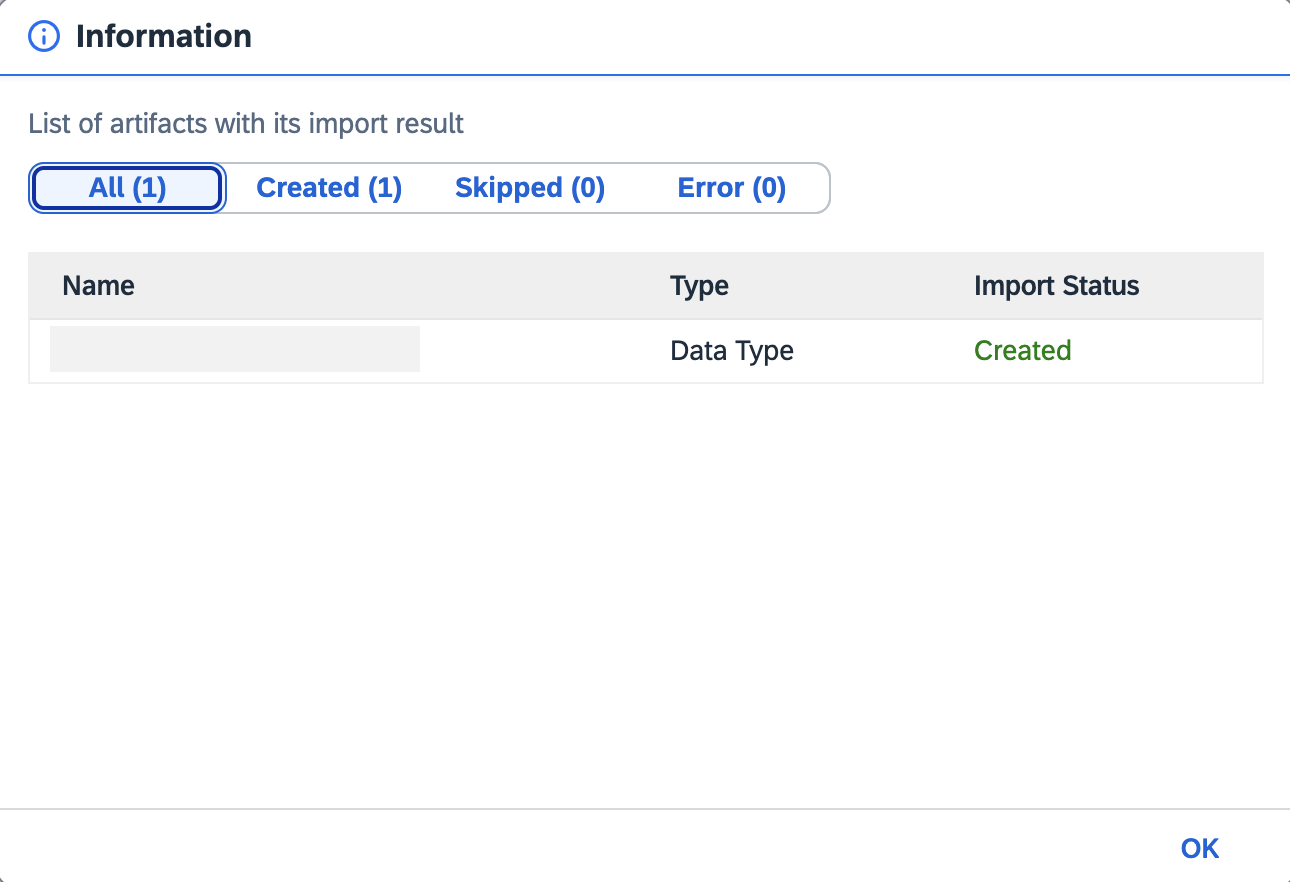 Information
List of artifacts with its import result
All (1) Created (1) Skipped (0) Error (0)
Name Type Import Status
Data Type Created
OK